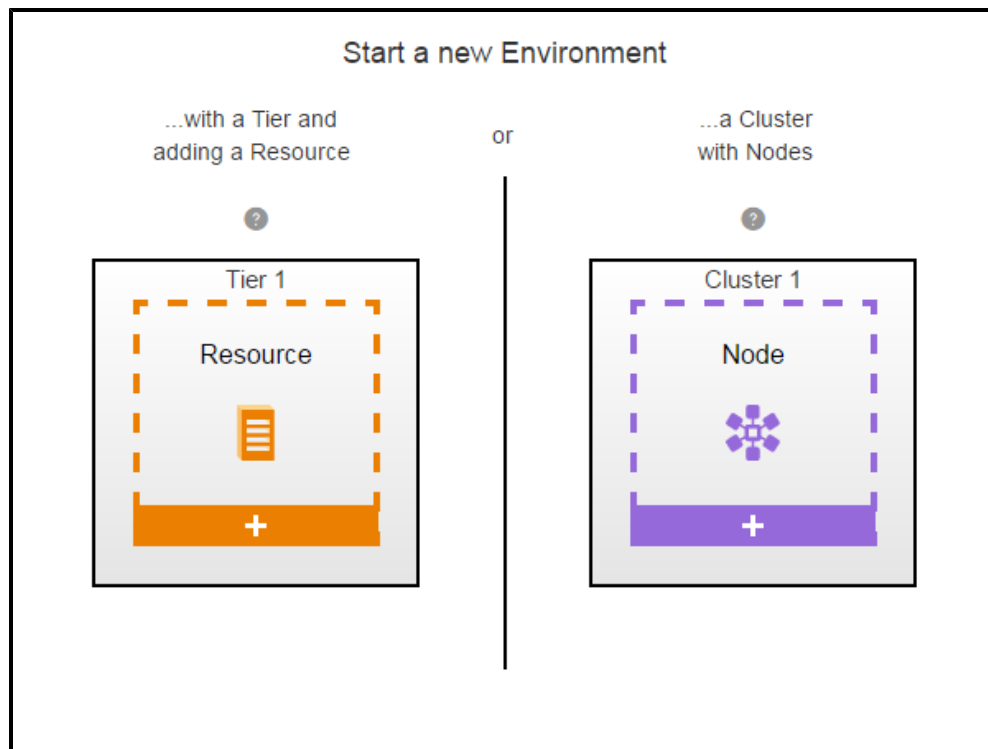 Start a new Environment
...with a Tier and
adding a Resource
or
...a Cluster
with Nodes
?
?
Tier 1
Resource
+
Cluster 1
Node
+